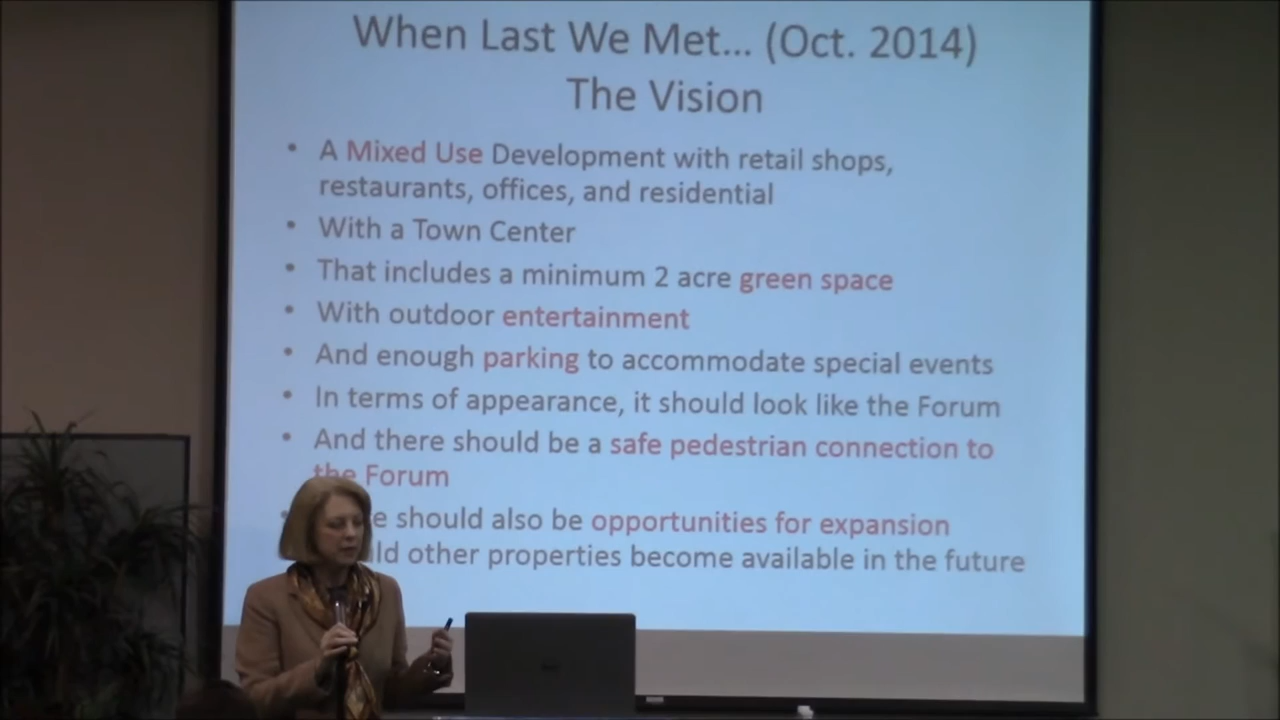 When Last We Met... (Oct. 2014)
The Vision
• A Mixed Use Development with retail shops,
restaurants, offices, and residential
• With a Town Center
• That includes a minimum 2 acre green space
• With outdoor entertainment
• And enough parking to accommodate special events
• In terms of appearance, it should look like the Forum
• And there should be a safe pedestrian connection to
the Forum
• e should also be opportunities for expansion
ld other properties become available in the future